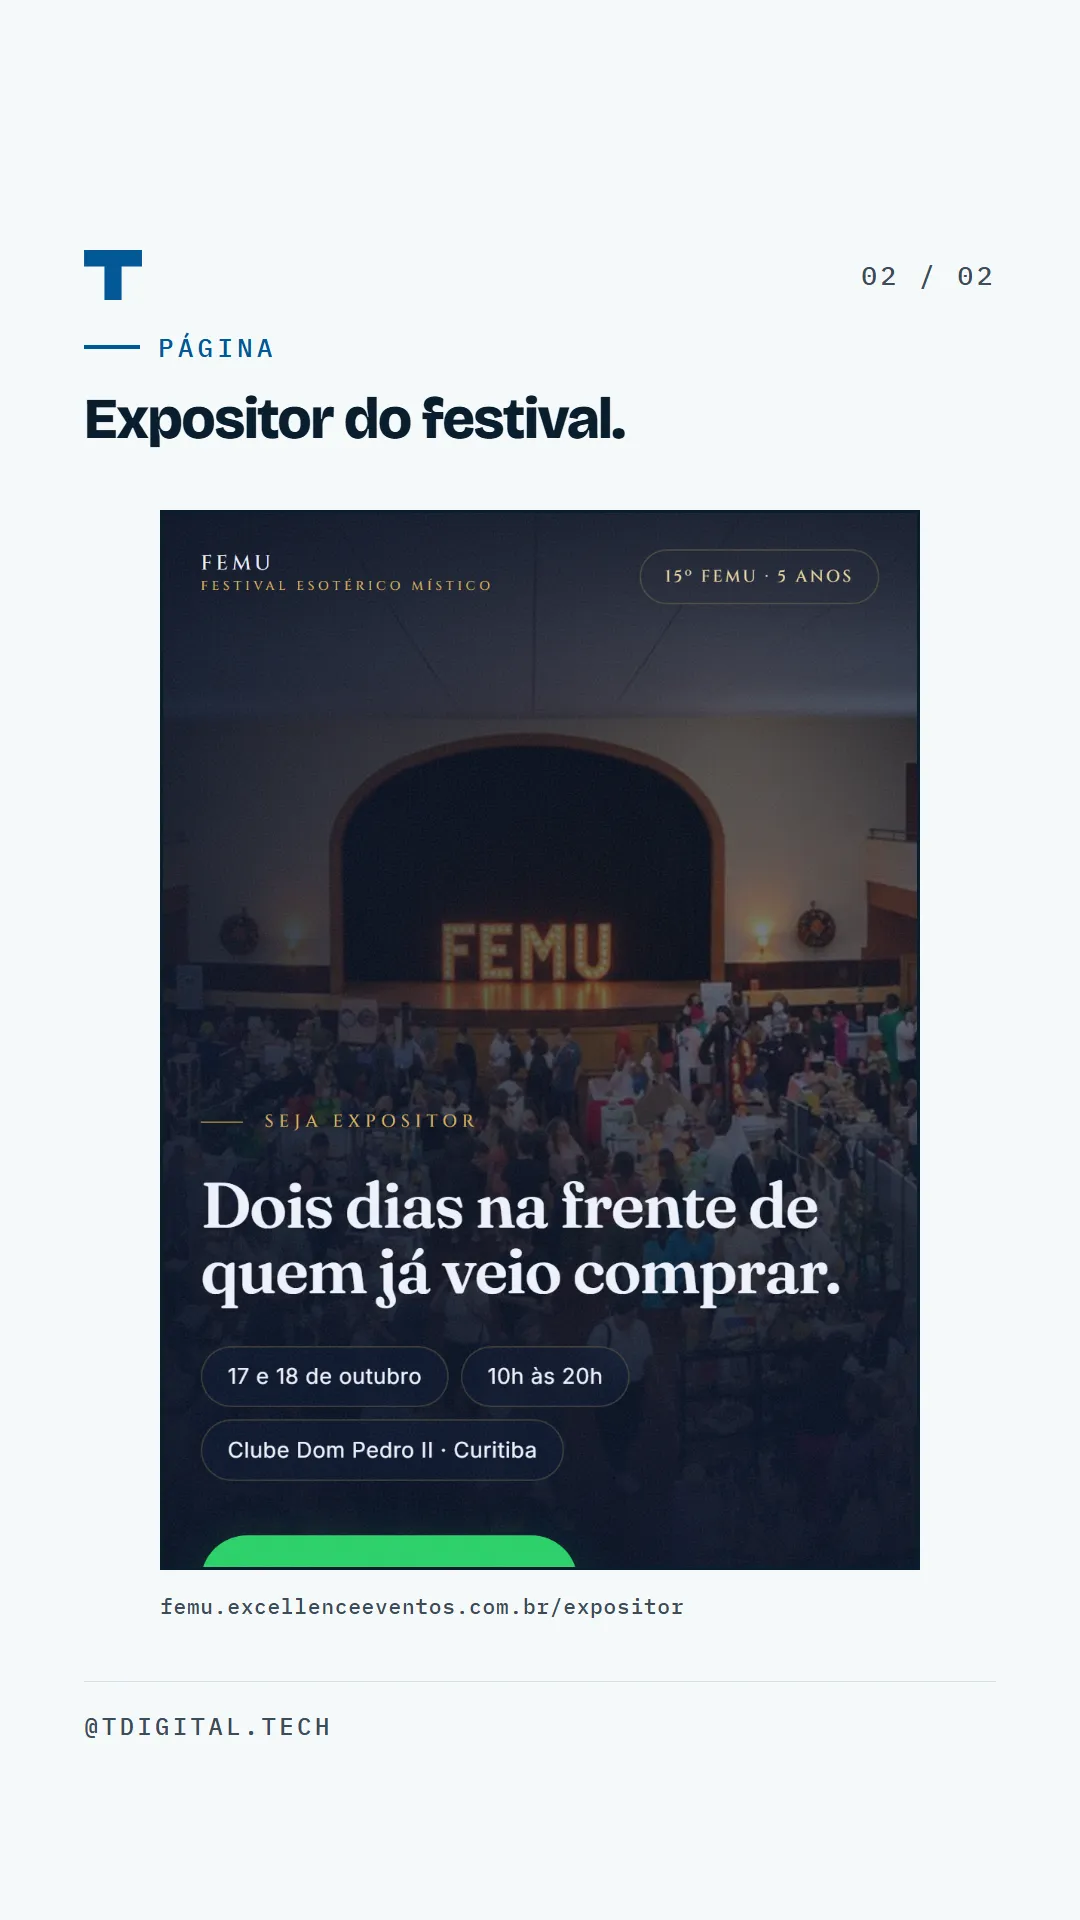 T
02 / 02
PÁGINA
Expositor do festival.
FEMU
FESTIVAL ESOTÉRICO MÍSTICO
15º FEMU · 5 ANOS
FEMU
SEJA EXPOSITOR
Dois dias na frente de
quem já veio comprar.
17 e 18 de outubro
10h às 20h
Clube Dom Pedro II · Curitiba
femu.excellenceeventos.com.br/expositor
@TDIGITAL.TECH